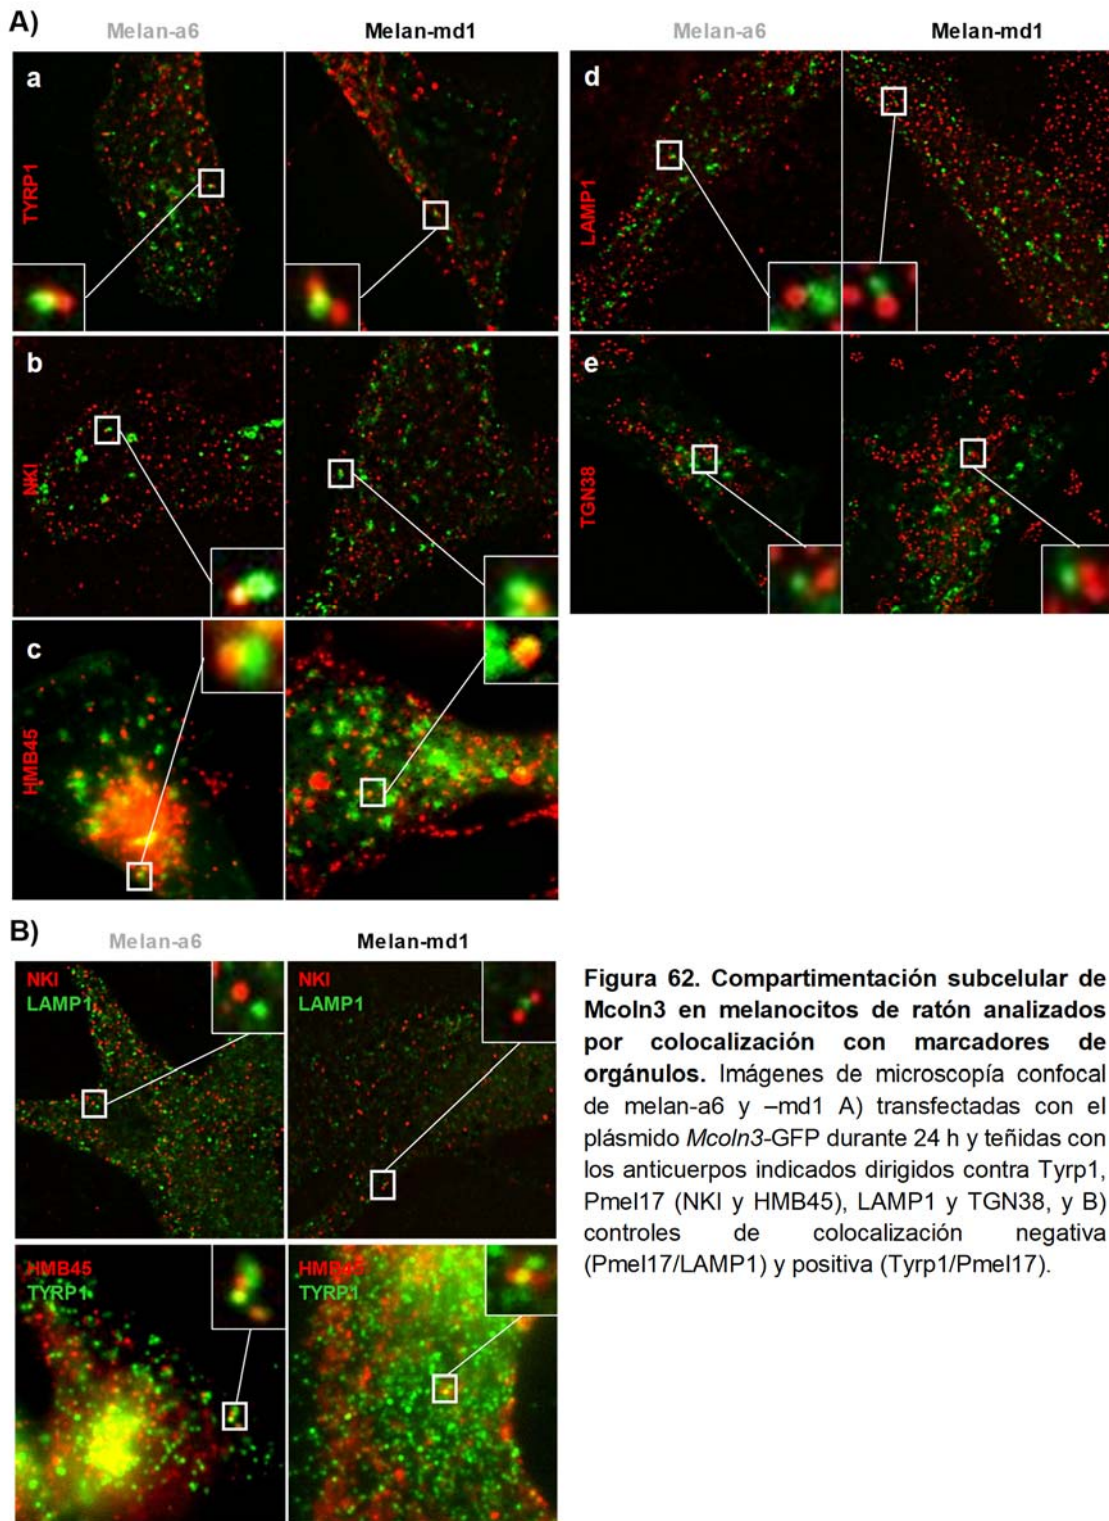 A)
Melan-a6
Melan-md1
a
TYRP1
b
NKI
c
HMB45
Melan-a6
Melan-md1
d
LAMP1
e
TGN38
B)
Melan-a6
Melan-md1
NKI
LAMP1
NKI
LAMP1
HMB45
TYRP1
HMB45
TYRP1
Figura 62. Compartimentación subcelular de
Mcoln3 en melanocitos de ratón analizados
por colocalización con marcadores de
orgánulos. Imágenes de microscopía confocal
de melan-a6 y –md1 A) transfectadas con el
plásmido Mcoln3-GFP durante 24 h y teñidas con
los anticuerpos indicados dirigidos contra Tyrp1,
Pmel17 (NKI y HMB45), LAMP1 y TGN38, y B)
controles de colocalización negativa
(Pmel17/LAMP1) y positiva (Tyrp1/Pmel17).